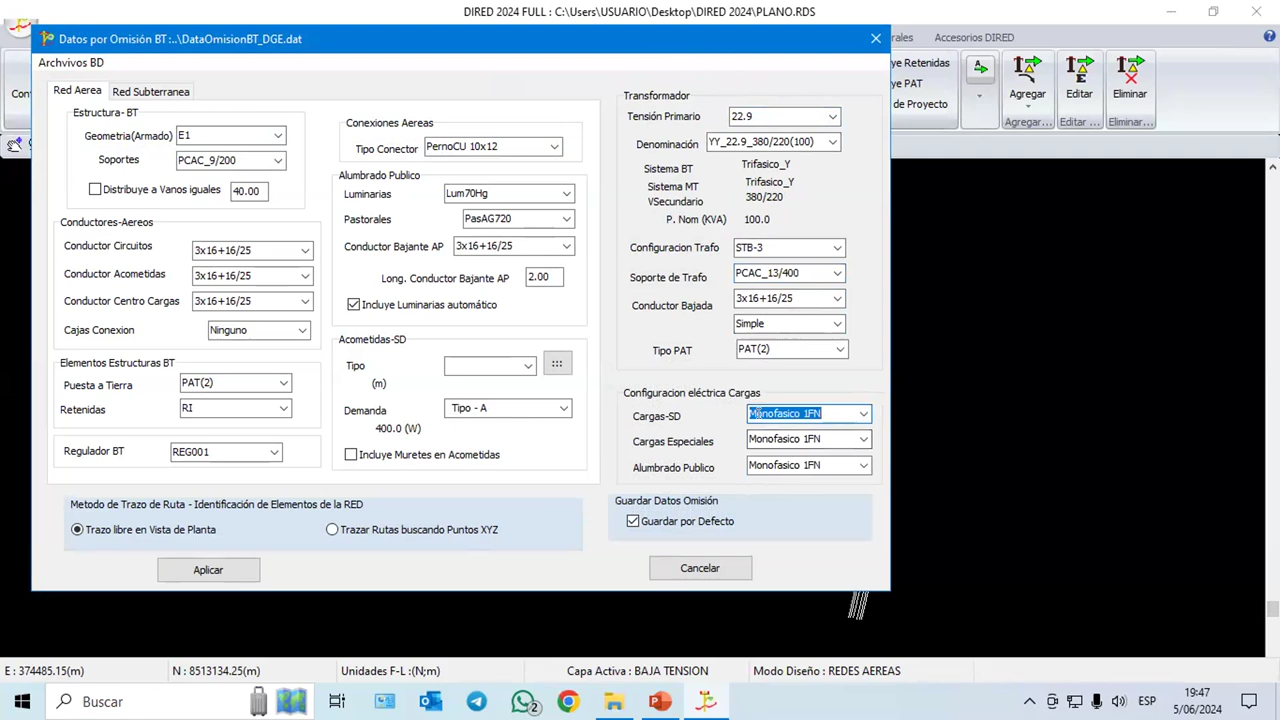 DIRED 2024 FULL : C:\Users\USUARIO\Desktop\DIRED 2024\PLANO.RDS
Datos por Omisión BT :..\DataOmisionBT_DGE.dat
Archvivos BD
Red Aerea
Red Subterranea
Estructura- BT
Geometria(Armado)
E1
Soportes
PCAC_9/200
Distribuye a Vanos iguales
40.00
Conductores-Aereos
Conductor Circuitos
3x16+16/25
Conductor Acometidas
3x16+16/25
Conductor Centro Cargas
3x16+16/25
Cajas Conexion
Ninguno
Elementos Estructuras BT
Puesta a Tierra
PAT(2)
Retenidas
RI
Regulador BT
REG001
Conexiones Aereas
Tipo Conector
PernoCU 10x12
Alumbrado Publico
Luminarias
Lum70Hg
Pastorales
PasAG720
Conductor Bajante AP
3x16+16/25
Long. Conductor Bajante AP
2.00
Incluye Luminarias automático
Acometidas-SD
Tipo
(m)
Demanda
Tipo - A
400.0 (W)
Incluye Muretes en Acometidas
Transformador
Tensión Primario
22.9
Denominación
YY_22.9_380/220(100)
Sistema BT
Trifasico_Y
Sistema MT
Trifasico_Y
VSecundario
380/220
P. Nom (KVA)
100.0
Configuracion Trafo
STB-3
Soporte de Trafo
PCAC_13/400
Conductor Bajada
3x16+16/25
Simple
Tipo PAT
PAT(2)
Configuracion eléctrica Cargas
Cargas-SD
Monofasico 1FN
Cargas Especiales
Monofasico 1FN
Alumbrado Publico
Monofasico 1FN
Metodo de Trazo de Ruta - Identificación de Elementos de la RED
Trazo libre en Vista de Planta
Trazar Rutas buscando Puntos XYZ
Guardar Datos Omisión
Guardar por Defecto
Aplicar
Cancelar
Accesorios DIRED
ye Retenidas
ye PAT
de Proyecto
A
Agregar
Editar
Eliminar
Agregar...
Editar ...
Eliminar...
E : 374485.15(m)
N : 8513134.25(m)
Unidades F-L :(N;m)
Capa Activa : BAJA TENSION
Modo Diseño : REDES AEREAS
Buscar
2
ESP
19:47
5/06/2024